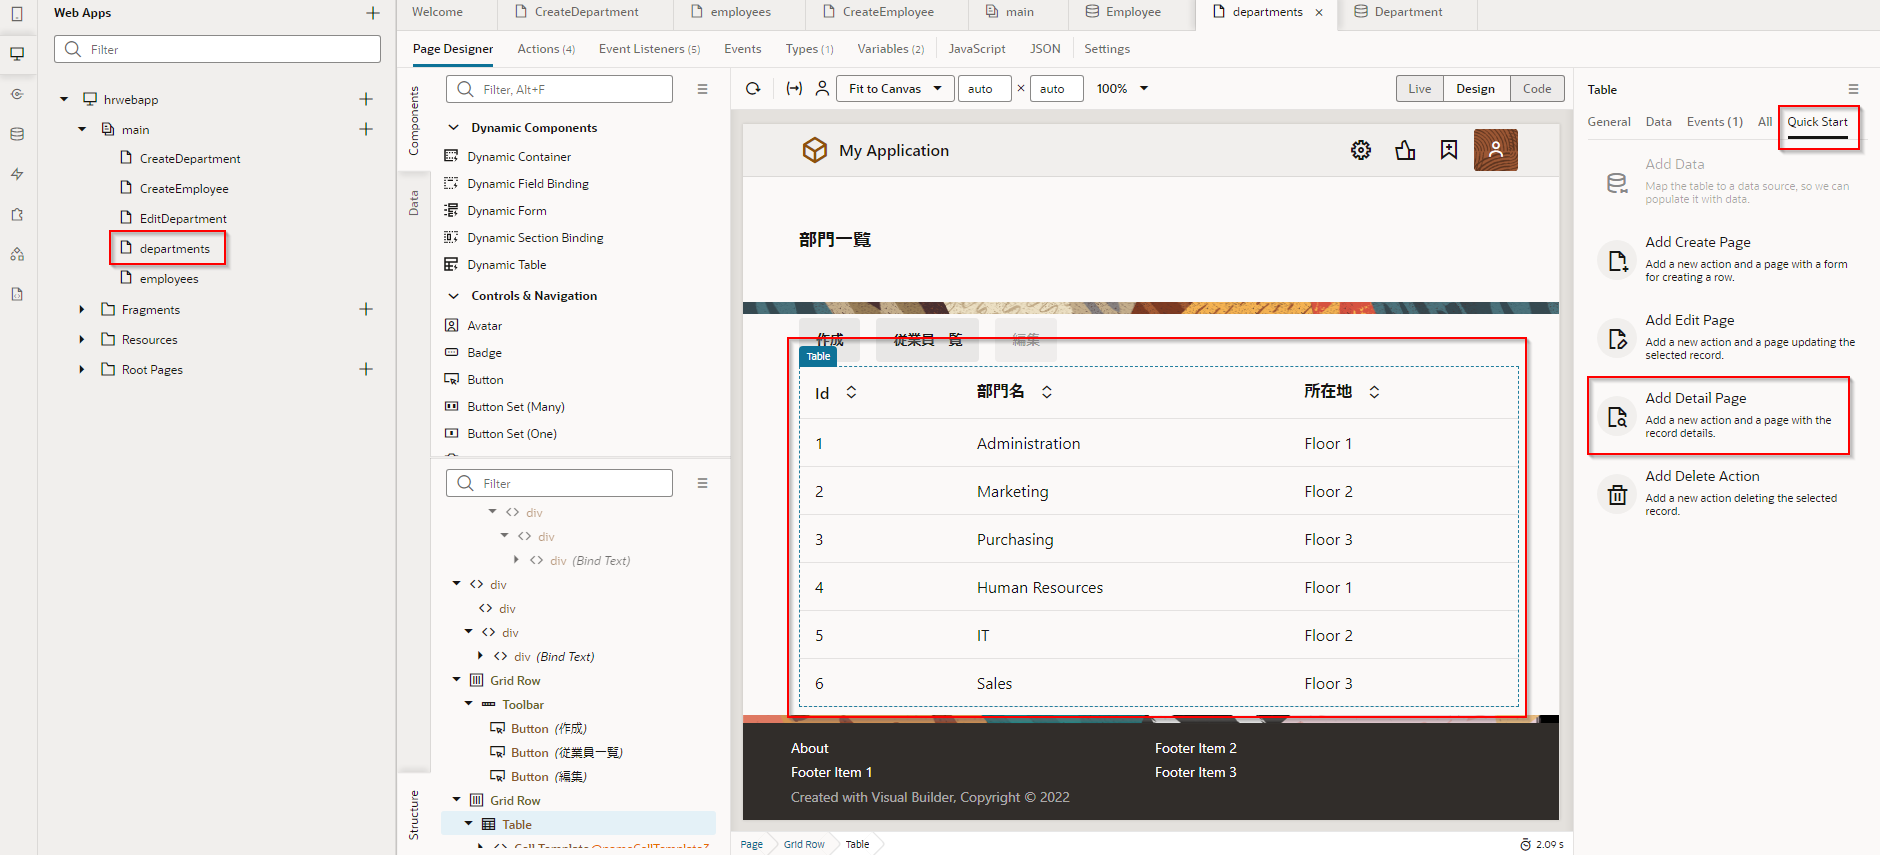 Web Apps
Filter
hrwebapp
main
CreateDepartment
CreateEmployee
EditDepartment
departments
employees
Fragments
Resources
Root Pages
Welcome
CreateDepartment
employees
CreateEmployee
main
Employee
departments
Department
Page Designer
Actions (4)
Event Listeners (5)
Events
Types (1)
Variables (2)
JavaScript
JSON
Settings
Components
Data
Structure
Filter, Alt+F
Dynamic Components
Dynamic Container
Dynamic Field Binding
Dynamic Form
Dynamic Section Binding
Dynamic Table
Controls & Navigation
Avatar
Badge
Button
Button Set (Many)
Button Set (One)
Filter
div
div
div (Bind Text)
div
div
div
div (Bind Text)
Grid Row
Toolbar
Button (作成)
Button (従業員一覧)
Button (編集)
Grid Row
Table
Fit to Canvas
auto
×
auto
100%
Live
Design
Code
My Application
部門一覧
作成
従業員一覧
編集
Table
Id 部門名 所在地
1 Administration Floor 1
2 Marketing Floor 2
3 Purchasing Floor 3
4 Human Resources Floor 1
5 IT Floor 2
6 Sales Floor 3
About
Footer Item 2
Footer Item 1
Footer Item 3
Created with Visual Builder, Copyright © 2022
Page
Grid Row
Table
2.09 s
Table
General
Data
Events (1)
All
Quick Start
Add Data
Map the table to a data source, so we can
populate it with data.
Add Create Page
Add a new action and a page with a form
for creating a row.
Add Edit Page
Add a new action and a page updating the
selected record.
Add Detail Page
Add a new action and a page with the
record details.
Add Delete Action
Add a new action deleting the selected
record.